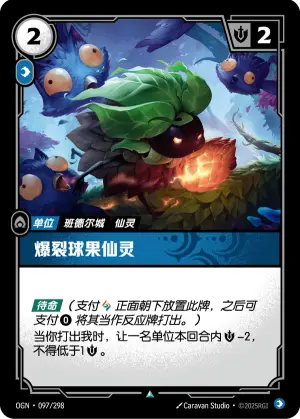 2
2
单位 班德尔城 仙灵
爆裂球果仙灵
待命 (支付 正面朝下放置此牌，之后可
支付0将其当作反应牌打出。)
当你打出我时，让一名单位本回合内 -2，
不得低于1 。
OGN・097/298
Caravan Studio・©2025RGI